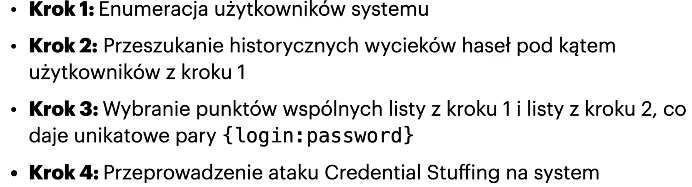 • Krok 1: Enumeracja użytkowników systemu
• Krok 2: Przeszukanie historycznych wycieków haseł pod kątem
użytkowników z kroku 1
• Krok 3: Wybranie punktów wspólnych listy z kroku 1 i listy z kroku 2, co
daje unikatowe pary {login:password}
• Krok 4: Przeprowadzenie ataku Credential Stuffing na system